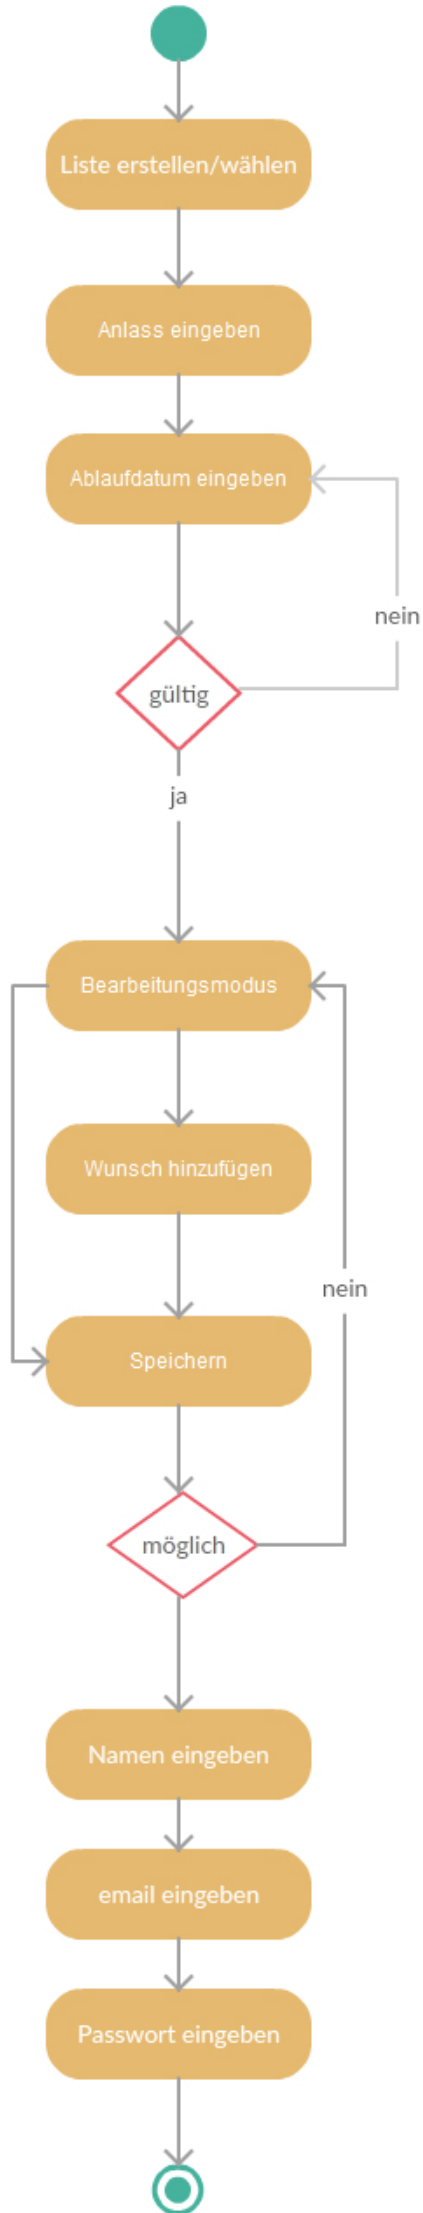 Liste erstellen/wählen
Anlass eingeben
Ablaufdatum eingeben
nein
gültig
ja
Bearbeitungsmodus
Wunsch hinzufügen
nein
Speichern
möglich
Namen eingeben
email eingeben
Passwort eingeben